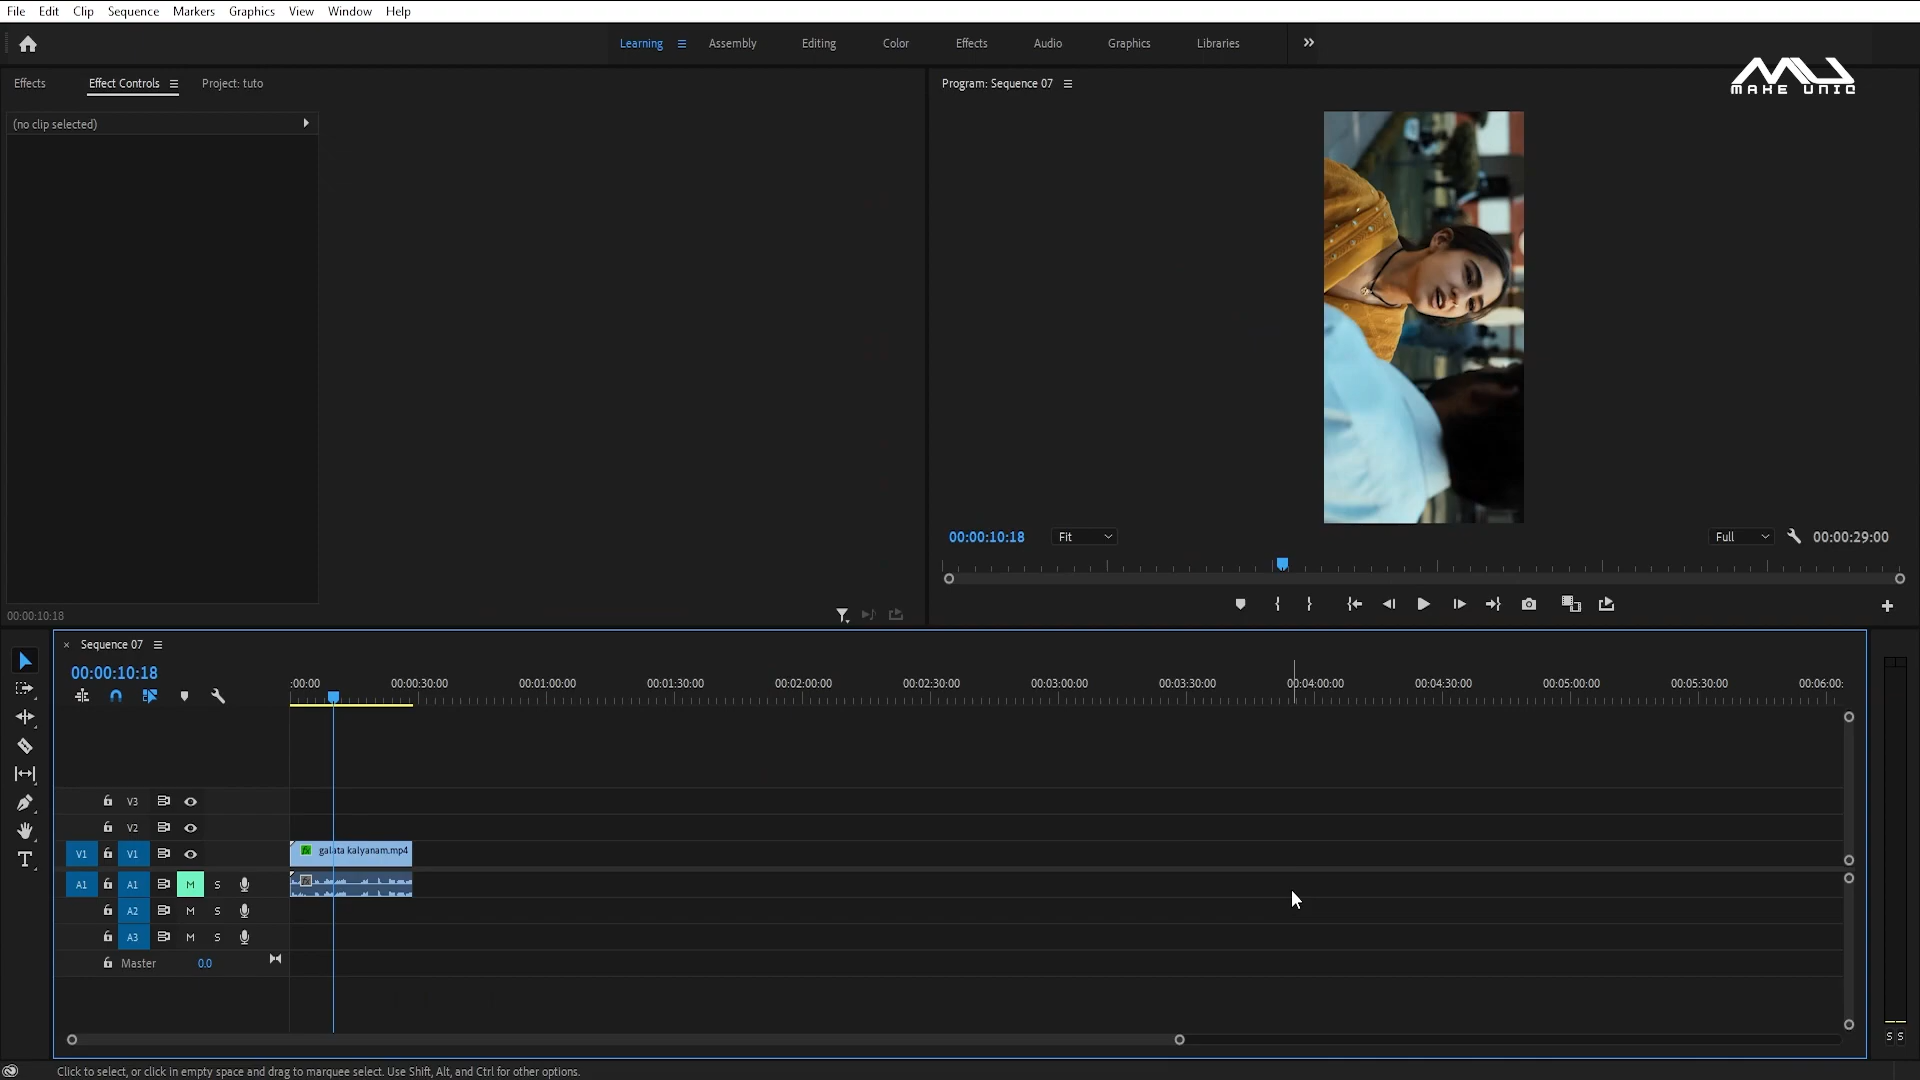 File Edit Clip Sequence Markers Graphics View Window Help
Learning Assembly Editing Color Effects Audio Graphics Libraries
MU
MAKE UNIC
Effects Effect Controls Project: tuto
Program: Sequence 07
(no clip selected)
00:00:10:18 Fit Full 00:00:29:00
00:00:10:18
Sequence 07
00:00:10:18
:00:00 00:00:30:00 00:01:00:00 00:01:30:00 00:02:00:00 00:02:30:00 00:03:00:00 00:03:30:00 00:04:00:00 00:04:30:00 00:05:00:00 00:05:30:00 00:06:00:
V3
V2
V1 V1 fx galata kalyanam.mp4
A1 A1 M S
A2 M S
A3 M S
Master 0.0
S S
Click to select, or click in empty space and drag to marquee select. Use Shift, Alt, and Ctrl for other options.